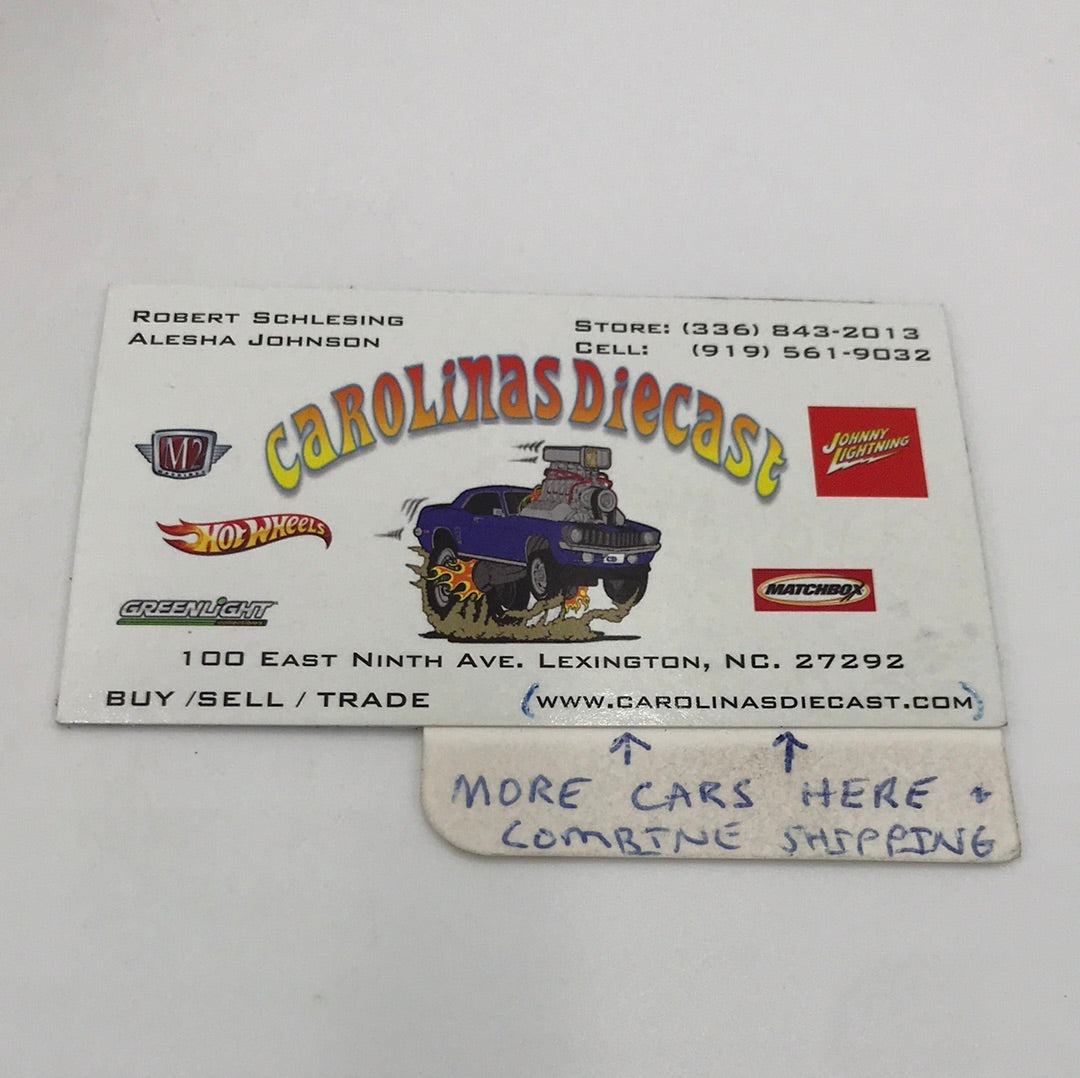 ROBERT SCHLESING
ALESHA JOHNSON
STORE: (336) 843-2013
CELL: (919) 561-9032
CAROLINAS DIECAST
M2
JOHNNY
LIGHTNING
HOT WHEELS
GREENLIGHT
MATCHBOX
100 EAST NINTH AVE. LEXINGTON, NC. 27292
BUY /SELL / TRADE
(WWW.CAROLINASDIECAST.COM)
↑ ↑
MORE CARS HERE +
COMBINE SHIPPING